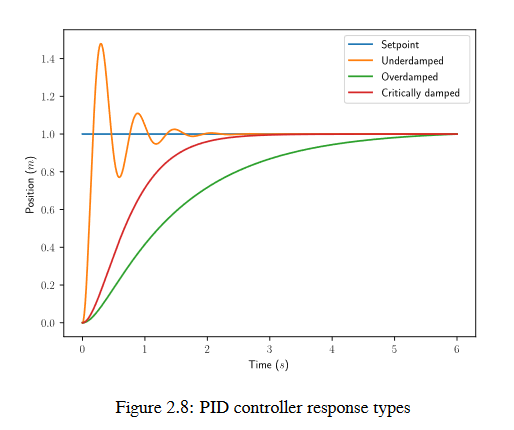 Setpoint
Underdamped
Overdamped
Critically damped
1.4
1.2
1.0
0.8
0.6
0.4
0.2
0.0
Position (m)
0 1 2 3 4 5 6
Time (s)
Figure 2.8: PID controller response types